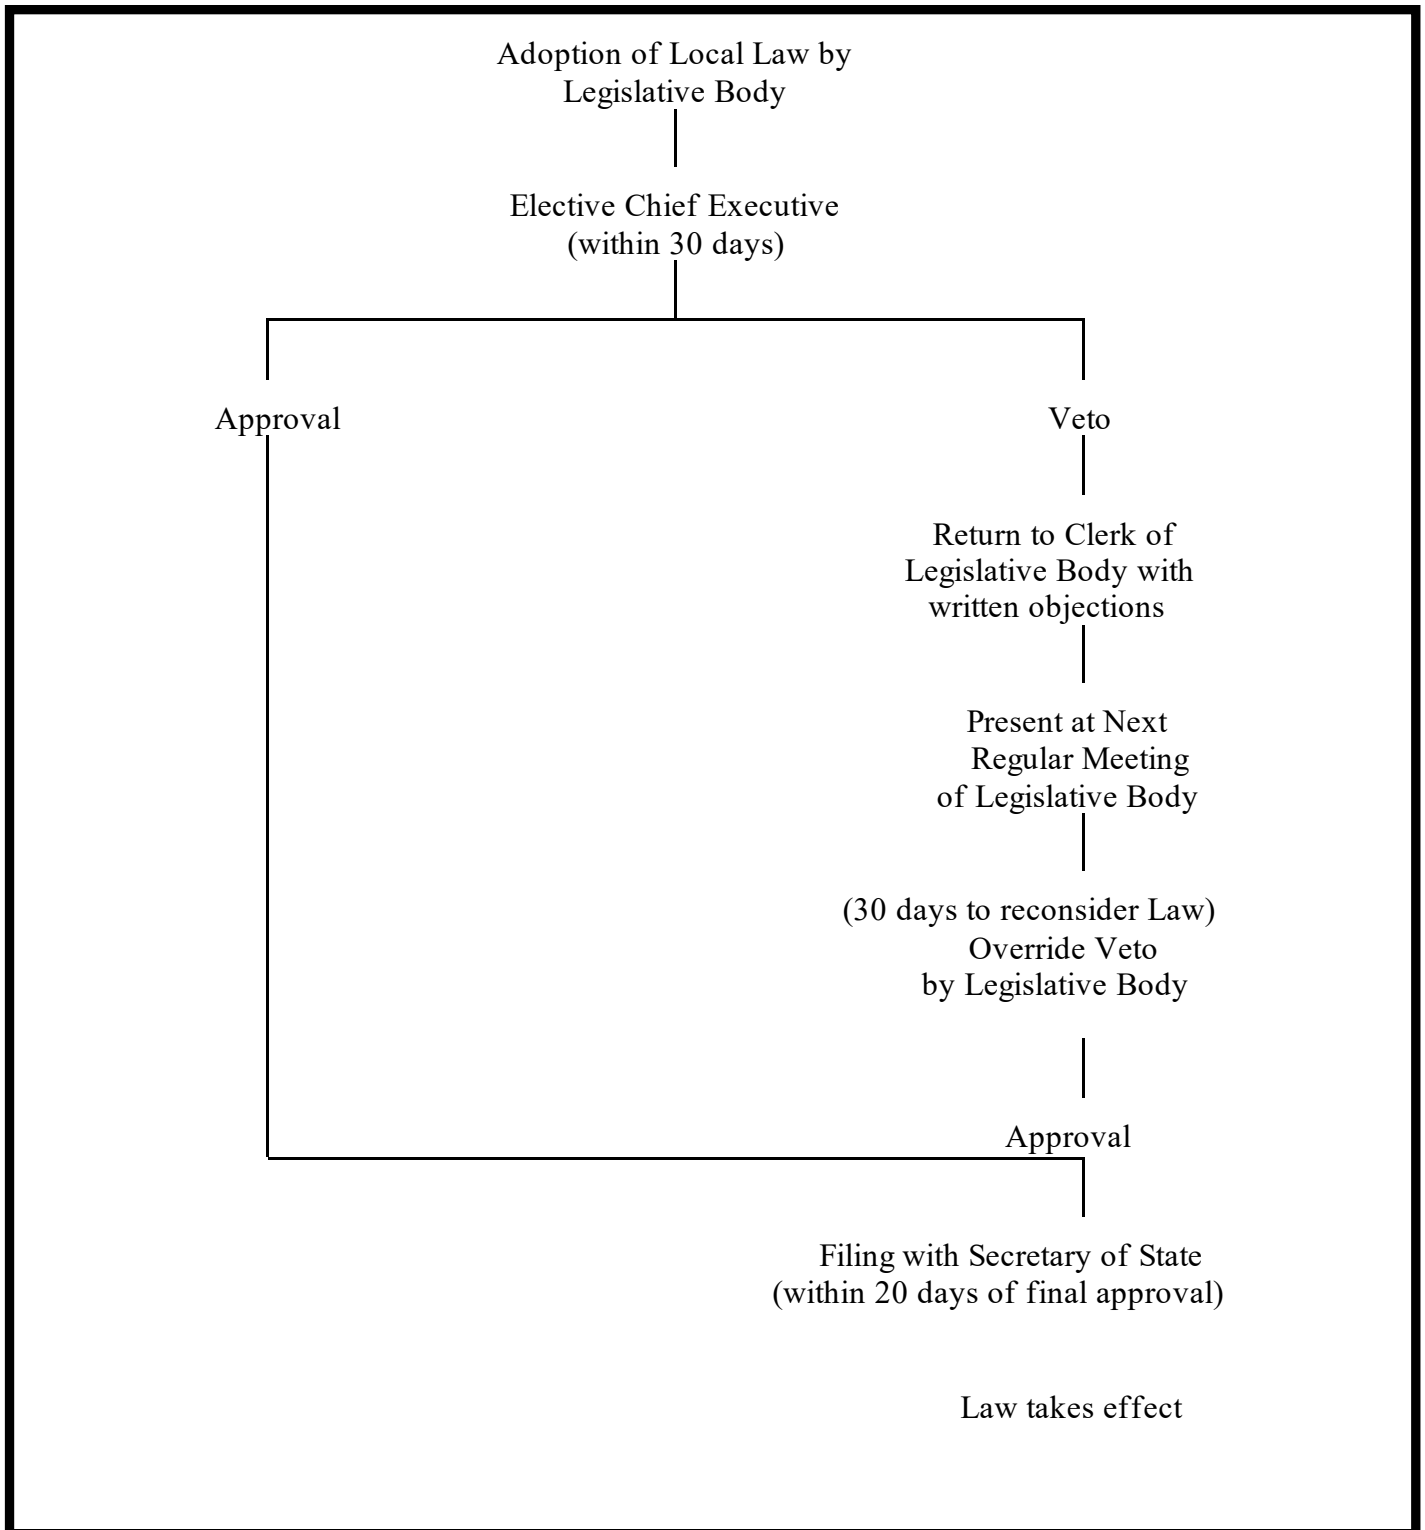 Adoption of Local Law by
Legislative Body
Elective Chief Executive
(within 30 days)
Approval
Veto
Return to Clerk of
Legislative Body with
written objections
Present at Next
Regular Meeting
of Legislative Body
(30 days to reconsider Law)
Override Veto
by Legislative Body
Approval
Filing with Secretary of State
(within 20 days of final approval)
Law takes effect